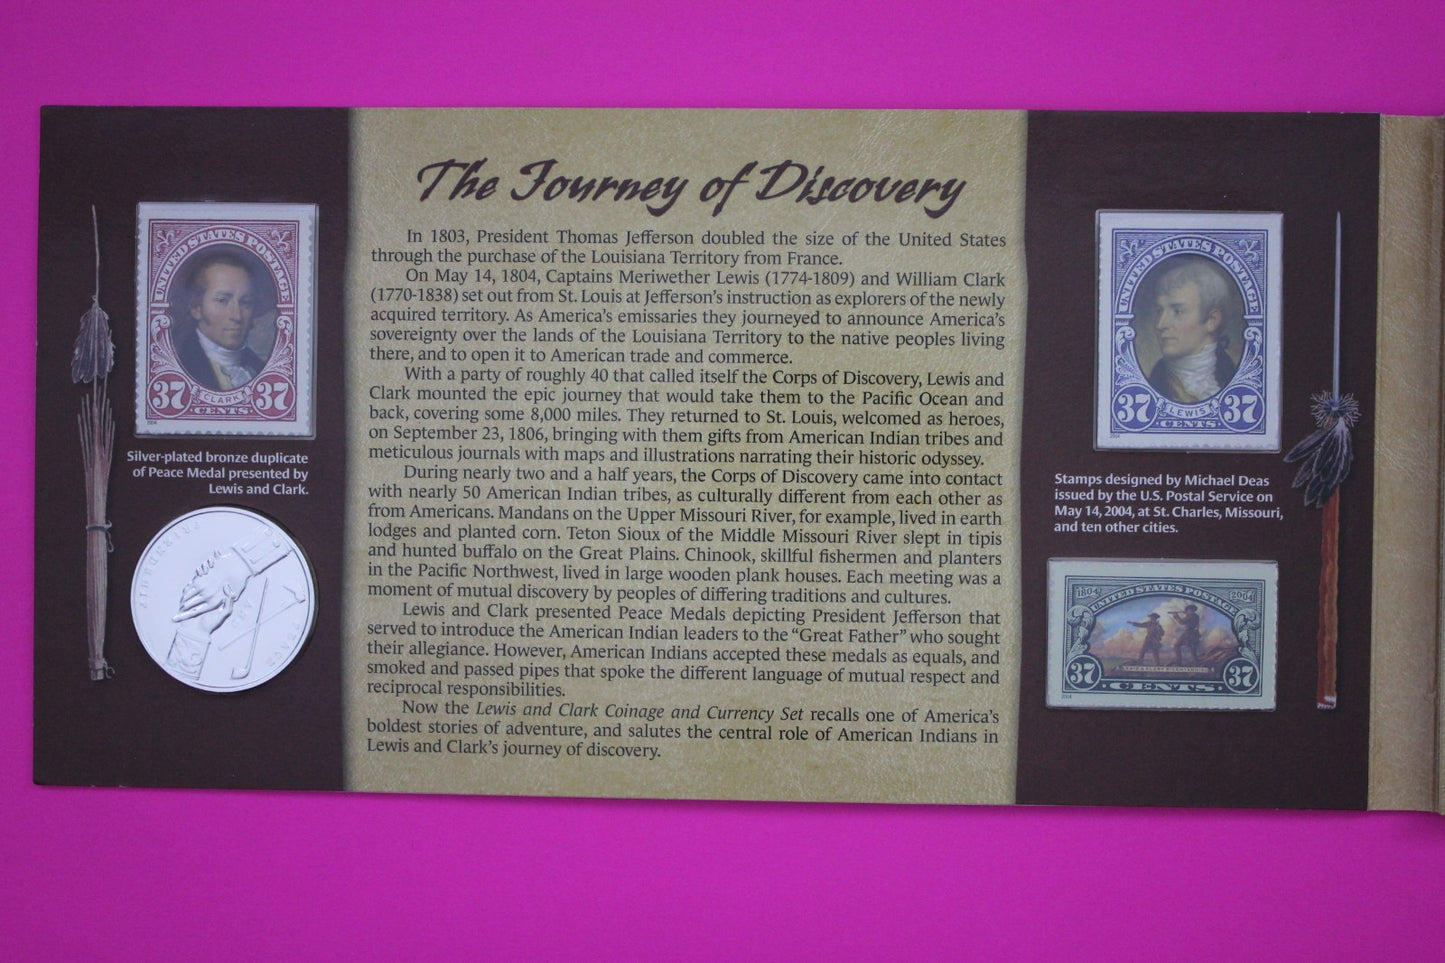 The Journey of Discovery
In 1803, President Thomas Jefferson doubled the size of the United States
through the purchase of the Louisiana Territory from France.
On May 14, 1804, Captains Meriwether Lewis (1774-1809) and William Clark
(1770-1838) set out from St. Louis at Jefferson's instruction as explorers of the newly
acquired territory. As America's emissaries they journeyed to announce America's
sovereignty over the lands of the Louisiana Territory to the native peoples living
there, and to open it to American trade and commerce.
With a party of roughly 40 that called itself the Corps of Discovery, Lewis and
Clark mounted the epic journey that would take them to the Pacific Ocean and
back, covering some 8,000 miles. They returned to St. Louis, welcomed as heroes,
on September 23, 1806, bringing with them gifts from American Indian tribes and
meticulous journals with maps and illustrations narrating their historic odyssey.
During nearly two and a half years, the Corps of Discovery came into contact
with nearly 50 American Indian tribes, as culturally different from each other as
from Americans. Mandans on the Upper Missouri River, for example, lived in earth
lodges and planted corn. Teton Sioux of the Middle Missouri River slept in tipis
and hunted buffalo on the Great Plains. Chinook, skillful fishermen and planters
in the Pacific Northwest, lived in large wooden plank houses. Each meeting was a
moment of mutual discovery by peoples of differing traditions and cultures.
Lewis and Clark presented Peace Medals depicting President Jefferson that
served to introduce the American Indian leaders to the "Great Father" who sought
their allegiance. However, American Indians accepted these medals as equals, and
smoked and passed pipes that spoke the different language of mutual respect and
reciprocal responsibilities.
Now the Lewis and Clark Coinage and Currency Set recalls one of America's
boldest stories of adventure, and salutes the central role of American Indians in
Lewis and Clark's journey of discovery.
UNITED STATES POSTAGE
37 CLARK 37
CENTS
2004
Silver-plated bronze duplicate
of Peace Medal presented by
Lewis and Clark.
PEACE
AND
FRIENDSHIP
UNITED STATES POSTAGE
37 LEWIS 37
CENTS
2004
Stamps designed by Michael Deas
issued by the U.S. Postal Service on
May 14, 2004, at St. Charles, Missouri,
and ten other cities.
1804 UNITED STATES POSTAGE 2004
37 CENTS 37
2004